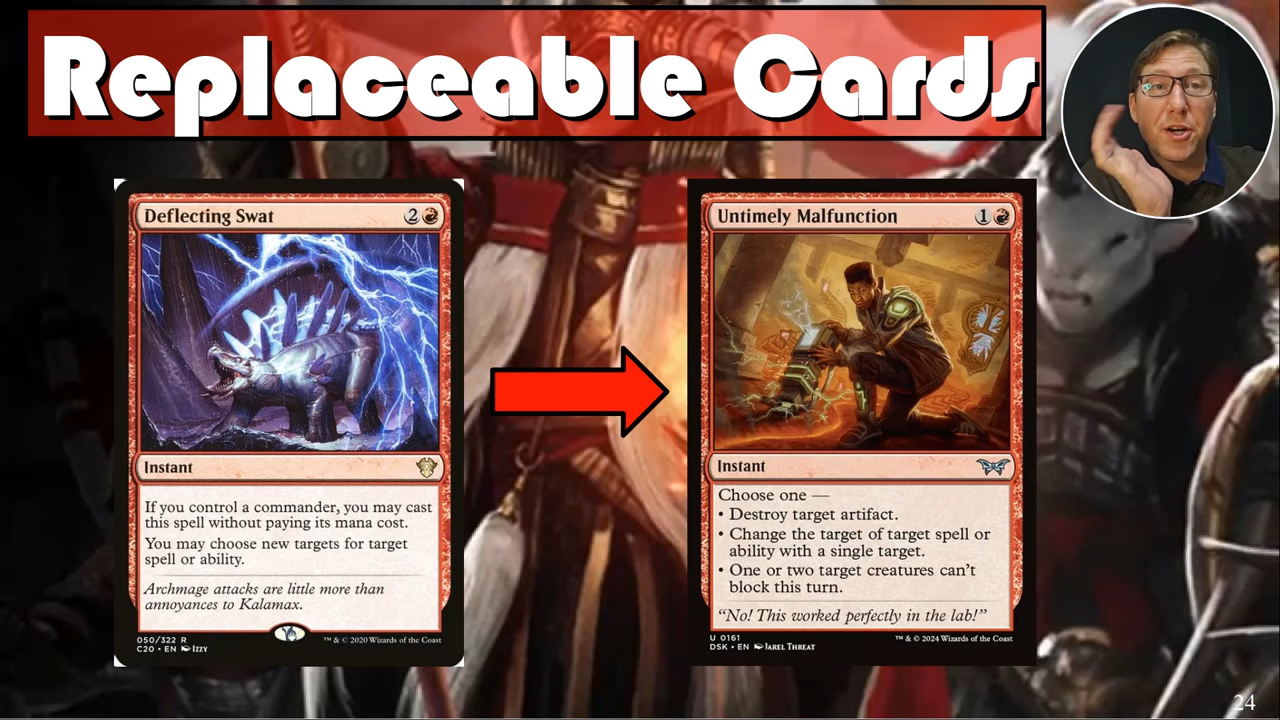 Replaceable Cards
Deflecting Swat 2
Instant
If you control a commander, you may cast
this spell without paying its mana cost.
You may choose new targets for target
spell or ability.
Archmage attacks are little more than
annoyances to Kalamax.
050/322 R
C20 • EN Izzy
™ & © 2020 Wizards of the Coast
Untimely Malfunction 1
Instant
Choose one —
• Destroy target artifact.
• Change the target of target spell or
ability with a single target.
• One or two target creatures can't
block this turn.
“No! This worked perfectly in the lab!”
U 0161
DSK • EN Jarel Threat
™ & © 2024 Wizards of the Coast
24